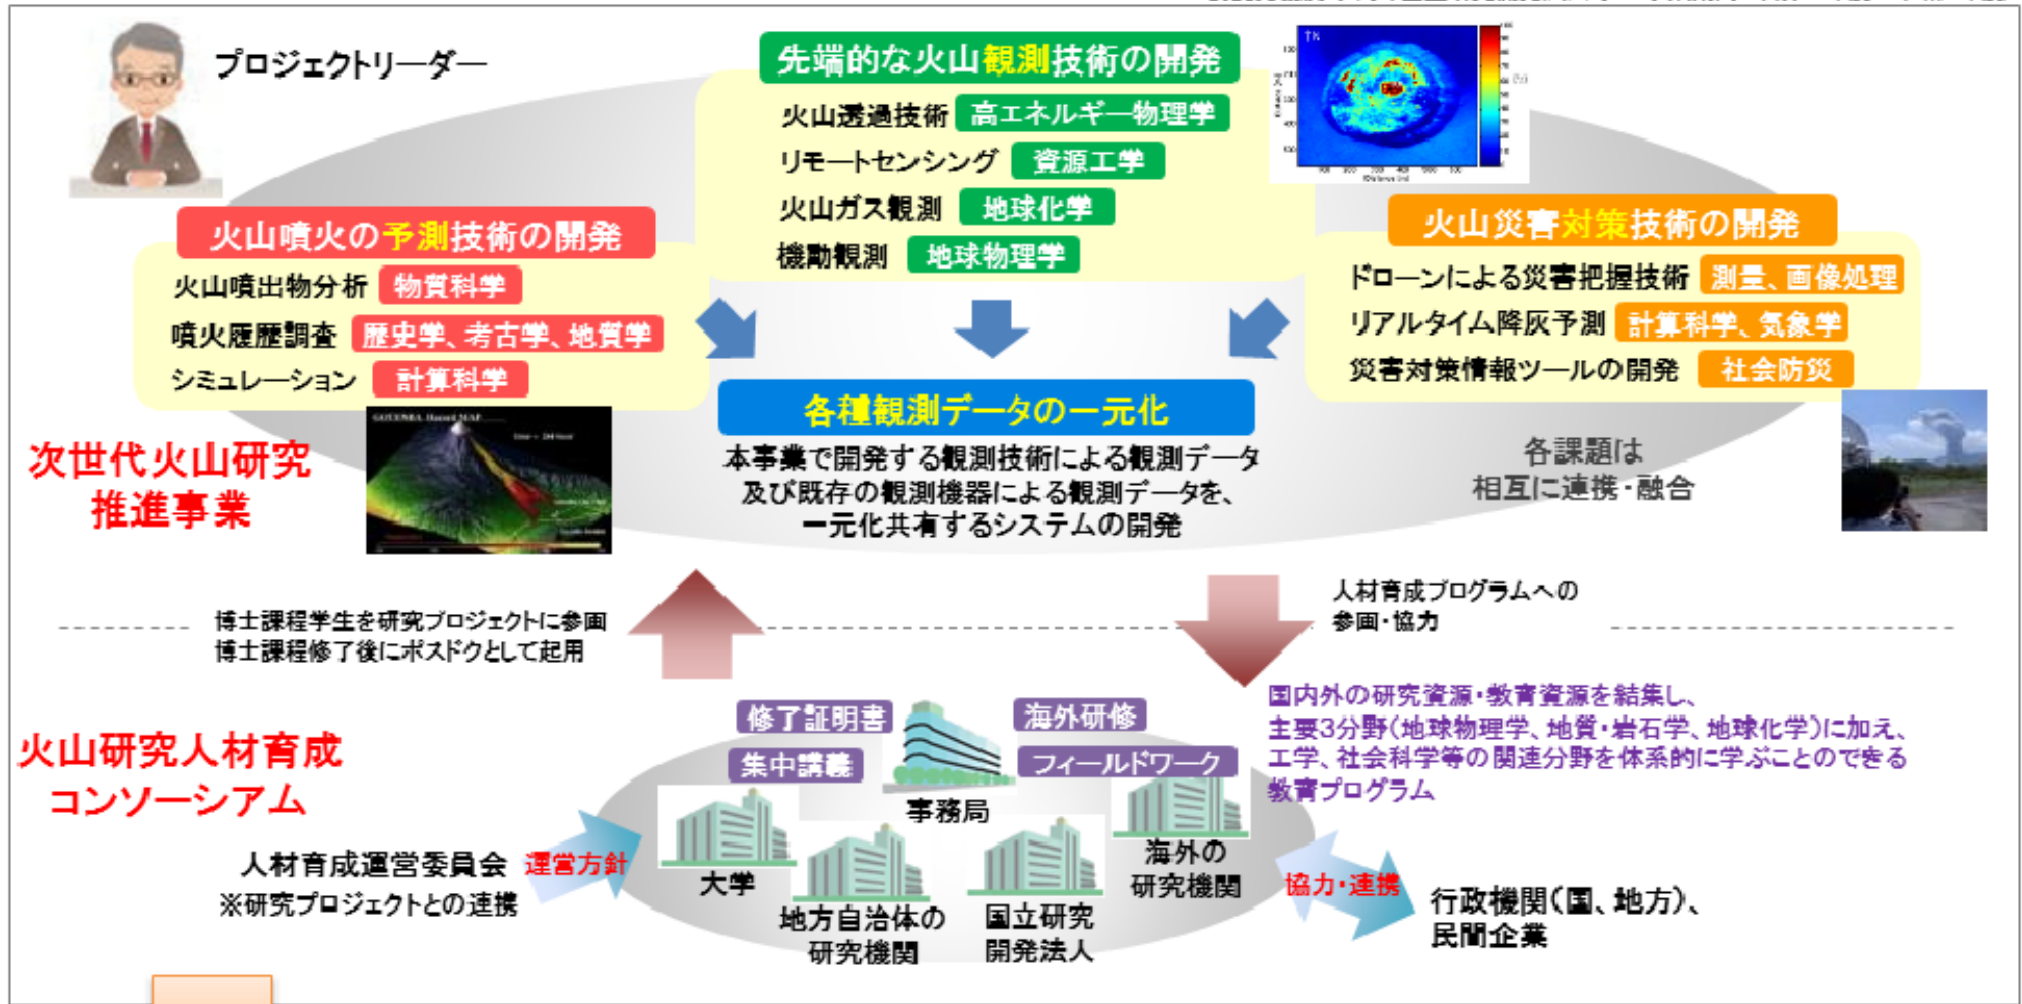 プロジェクトリーダー
先端的な火山観測技術の開発
火山透過技術 高エネルギー物理学
リモートセンシング 資源工学
火山ガス観測 地球化学
機動観測 地球物理学
火山噴火の予測技術の開発
火山噴出物分析 物質科学
噴火履歴調査 歴史学、考古学、地質学
シミュレーション 計算科学
火山災害対策技術の開発
ドローンによる災害把握技術 測量、画像処理
リアルタイム降灰予測 計算科学、気象学
災害対策情報ツールの開発 社会防災
各種観測データの一元化
本事業で開発する観測技術による観測データ
及び既存の観測機器による観測データを、
一元化共有するシステムの開発
各課題は
相互に連携・融合
次世代火山研究
推進事業
博士課程学生を研究プロジェクトに参画
博士課程修了後にポスドクとして起用
人材育成プログラムへの
参画・協力
火山研究人材育成
コンソーシアム
修了証明書
集中講義
海外研修
フィールドワーク
国内外の研究資源・教育資源を結集し、
主要3分野(地球物理学、地質・岩石学、地球化学)に加え、
工学、社会科学等の関連分野を体系的に学ぶことのできる
教育プログラム
事務局
大学
地方自治体の
研究機関
国立研究
開発法人
海外の
研究機関
人材育成運営委員会
※研究プロジェクトとの連携
運営方針
協力・連携
行政機関(国、地方)、
民間企業